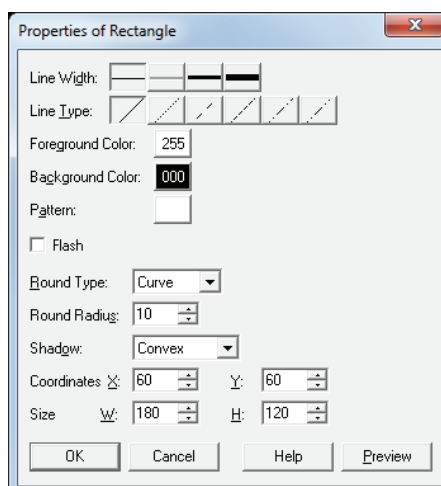 Properties of Rectangle
Line Width:
Line Type:
Foreground Color: 255
Background Color: 000
Pattern:
Flash
Round Type: Curve
Round Radius: 10
Shadow: Convex
Coordinates X: 60 Y: 60
Size W: 180 H: 120
OK Cancel Help Preview